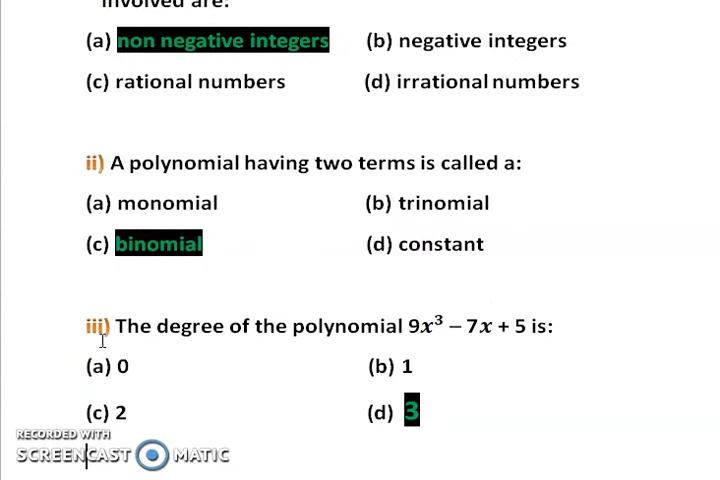 involved are:
(a) non negative integers (b) negative integers
(c) rational numbers (d) irrational numbers
ii) A polynomial having two terms is called a:
(a) monomial (b) trinomial
(c) binomial (d) constant
iii) The degree of the polynomial 9x³ − 7x + 5 is:
(a) 0 (b) 1
(c) 2 (d) 3
RECORDED WITH
SCREENCAST MATIC